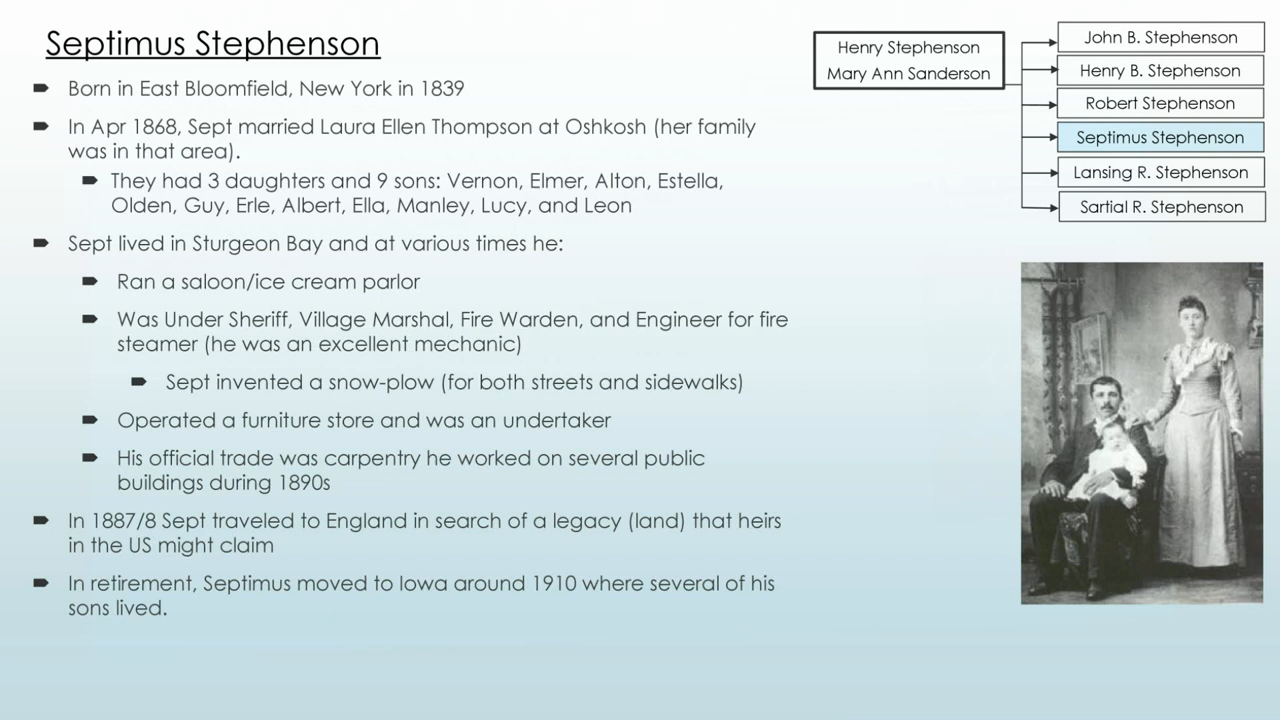 Septimus Stephenson
Born in East Bloomfield, New York in 1839
In Apr 1868, Sept married Laura Ellen Thompson at Oshkosh (her family
was in that area).
They had 3 daughters and 9 sons: Vernon, Elmer, Alton, Estella,
Olden, Guy, Erle, Albert, Ella, Manley, Lucy, and Leon
Sept lived in Sturgeon Bay and at various times he:
Ran a saloon/ice cream parlor
Was Under Sheriff, Village Marshal, Fire Warden, and Engineer for fire
steamer (he was an excellent mechanic)
Sept invented a snow-plow (for both streets and sidewalks)
Operated a furniture store and was an undertaker
His official trade was carpentry he worked on several public
buildings during 1890s
In 1887/8 Sept traveled to England in search of a legacy (land) that heirs
in the US might claim
In retirement, Septimus moved to Iowa around 1910 where several of his
sons lived.
Henry Stephenson
Mary Ann Sanderson
John B. Stephenson
Henry B. Stephenson
Robert Stephenson
Septimus Stephenson
Lansing R. Stephenson
Sartial R. Stephenson